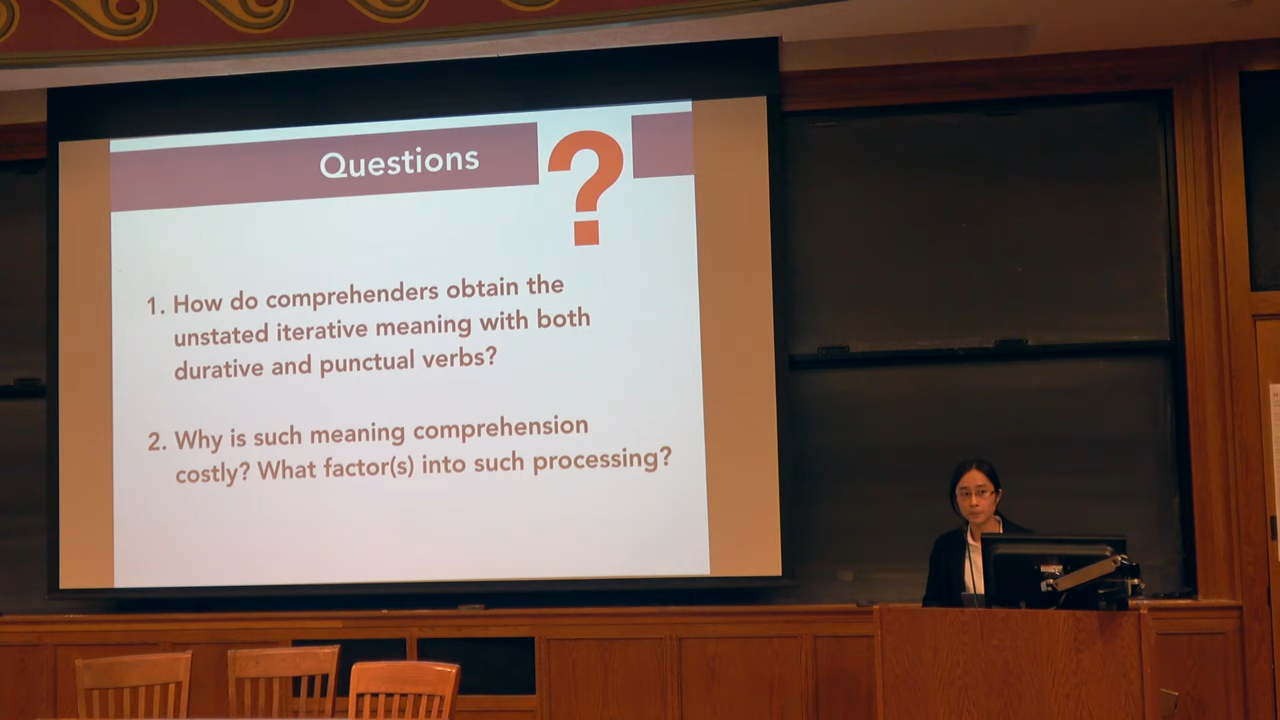 Questions
?
1. How do comprehenders obtain the
unstated iterative meaning with both
durative and punctual verbs?
2. Why is such meaning comprehension
costly? What factor(s) into such processing?